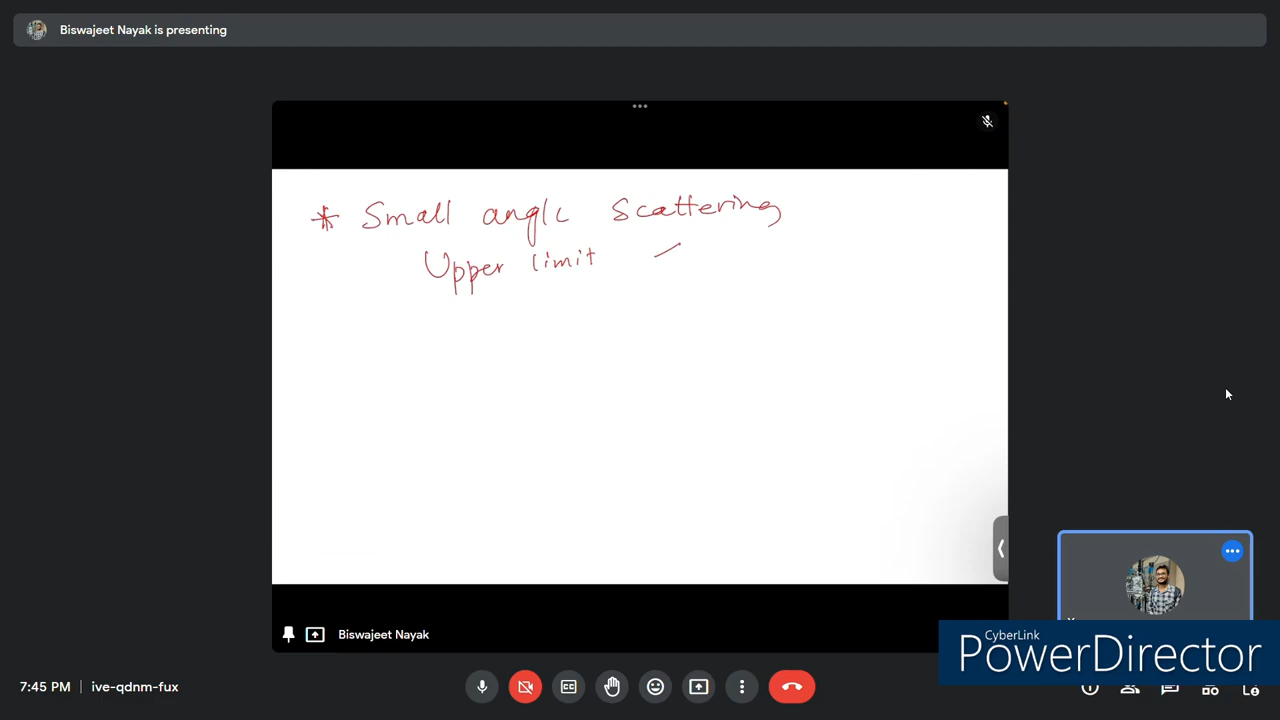 Biswajeet Nayak is presenting
* Small angle Scattering
Upper limit
Biswajeet Nayak
CyberLink
PowerDirector
7:45 PM | ive-qdnm-fux